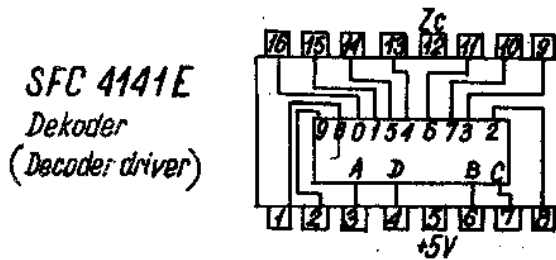 SFC 4141E
Dekoder
(Decoder driver)
Zc
16 15 14 13 12 11 10 9
9 8 0 1 5 4 6 7 3 2
A D B C
1 2 3 4 5 6 7 8
+5V